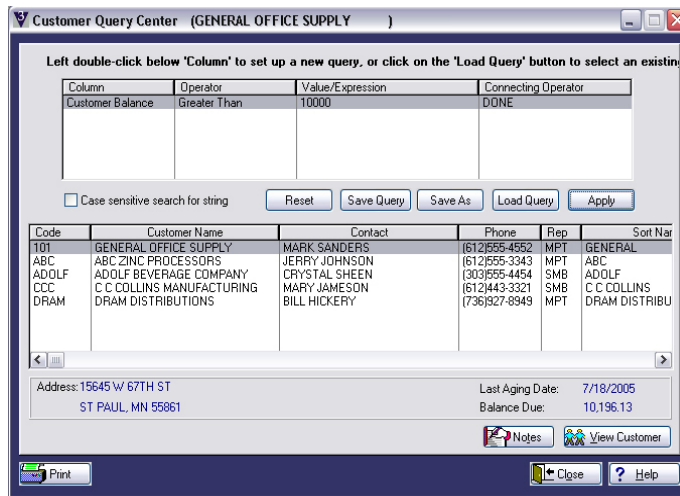 Customer Query Center (GENERAL OFFICE SUPPLY )
Left double-click below 'Column' to set up a new query, or click on the 'Load Query' button to select an existing
Column Operator Value/Expression Connecting Operator
Customer Balance Greater Than 10000 DONE
Case sensitive search for string Reset Save Query Save As Load Query Apply
Code Customer Name Contact Phone Rep Sort Nar
101 GENERAL OFFICE SUPPLY MARK SANDERS (612)555-4552 MPT GENERAL
ABC ABC ZINC PROCESSORS JERRY JOHNSON (612)555-3343 MPT ABC
ADOLF ADOLF BEVERAGE COMPANY CRYSTAL SHEEN (303)555-4454 SMB ADOLF
CCC C C COLLINS MANUFACTURING MARY JAMESON (612)443-3321 SMB C C COLLINS
DRAM DRAM DISTRIBUTIONS BILL HICKERY (736)927-8949 MPT DRAM DISTRIBU
Address: 15645 W 67TH ST Last Aging Date: 7/18/2005
ST PAUL, MN 55861 Balance Due: 10,196.13
Notes View Customer
Print Close ? Help